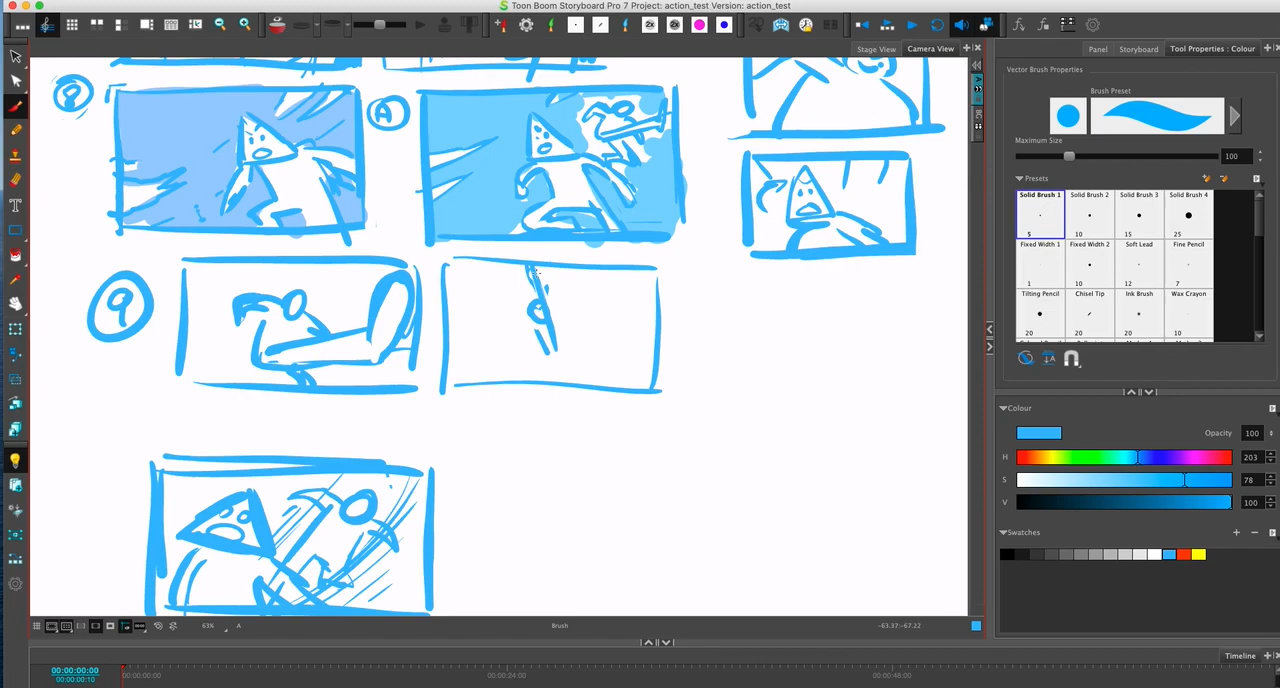 Toon Boom Storyboard Pro 7 Project: action_test Version: action_test
Stage View
Camera View
Panel
Storyboard
Tool Properties : Colour
Vector Brush Properties
Brush Preset
Maximum Size
100
Presets
Solid Brush 1
Solid Brush 2
Solid Brush 3
Solid Brush 4
5
10
15
25
Fixed Width 1
Fixed Width 2
Soft Lead
Fine Pencil
1
10
12
7
Tilting Pencil
Chisel Tip
Ink Brush
Wax Crayon
20
20
20
10
Colour
Opacity
100
H
203
S
78
V
100
Swatches
8
A
9
63%
A
Brush
-63.37:-67.22
Timeline
00:00:00:00
00:00:00:10
00:00:00:00
00:00:24:00
00:00:48:00